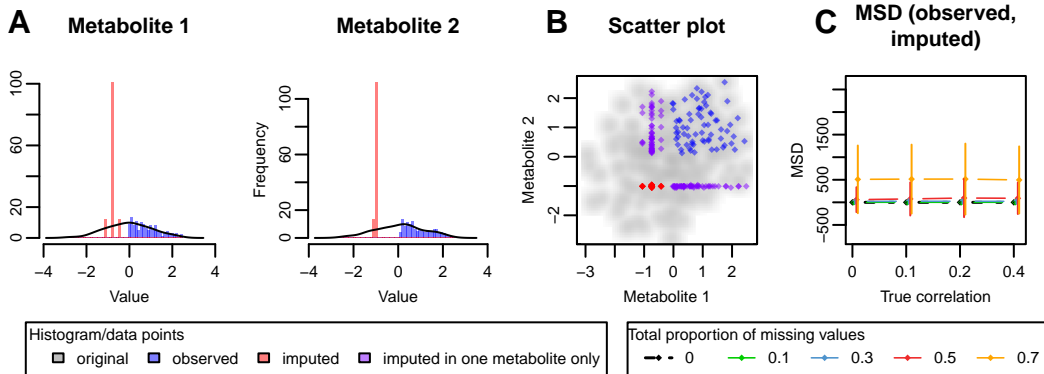 A
Metabolite 1
Metabolite 2
B
Scatter plot
C
MSD (observed,
imputed)
0 20 60 100
−4 −2 0 2 4
Value
Frequency
0 20 60 100
−4 −2 0 2 4
Value
Metabolite 2
−2 0 1 2
−3 −1 0 1 2
Metabolite 1
MSD
−500 500 1500
0 0.1 0.2 0.4
True correlation
Histogram/data points
original observed imputed imputed in one metabolite only
Total proportion of missing values
0 0.1 0.3 0.5 0.7